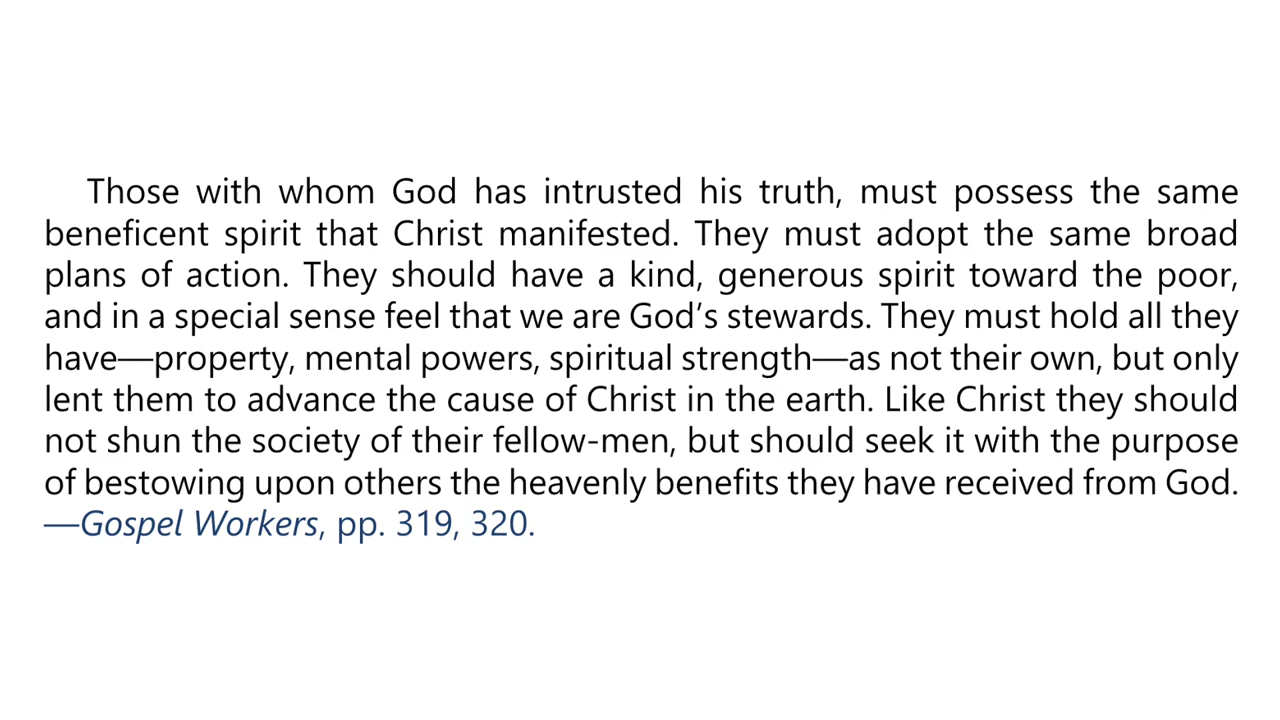 Those with whom God has intrusted his truth, must possess the same
beneficent spirit that Christ manifested. They must adopt the same broad
plans of action. They should have a kind, generous spirit toward the poor,
and in a special sense feel that we are God’s stewards. They must hold all they
have—property, mental powers, spiritual strength—as not their own, but only
lent them to advance the cause of Christ in the earth. Like Christ they should
not shun the society of their fellow-men, but should seek it with the purpose
of bestowing upon others the heavenly benefits they have received from God.
—Gospel Workers, pp. 319, 320.